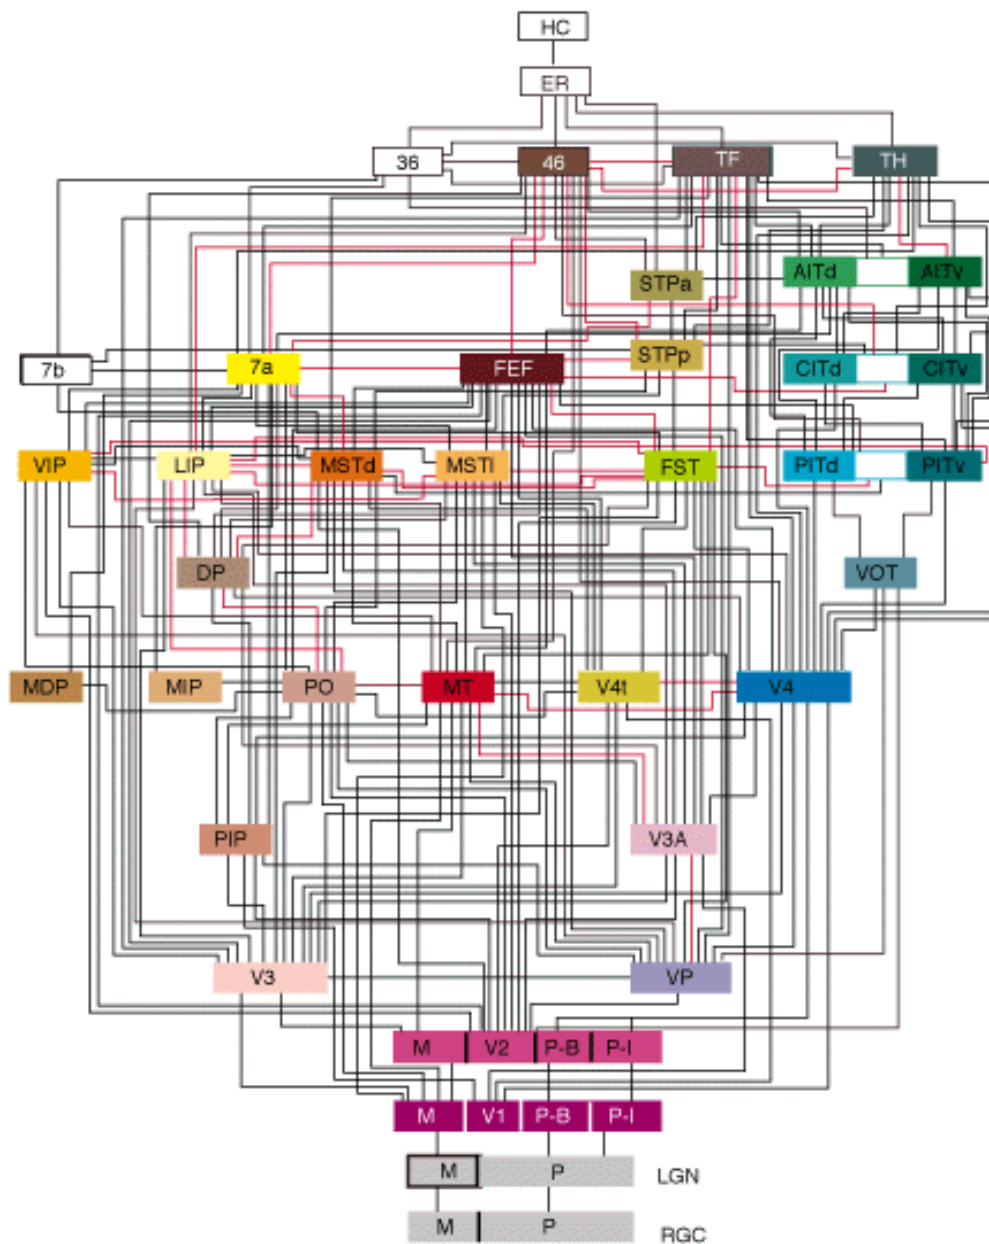 HC
ER
36 46 TF TH
STPa AITd AITv
7b 7a FEF STPp CITd CITv
VIP LIP MSTd MSTl FST PITd PITv
DP VOT
MDP MIP PO MT V4t V4
PIP V3A
V3 VP
M V2 P-B P-I
M V1 P-B P-I
M P LGN
M P RGC